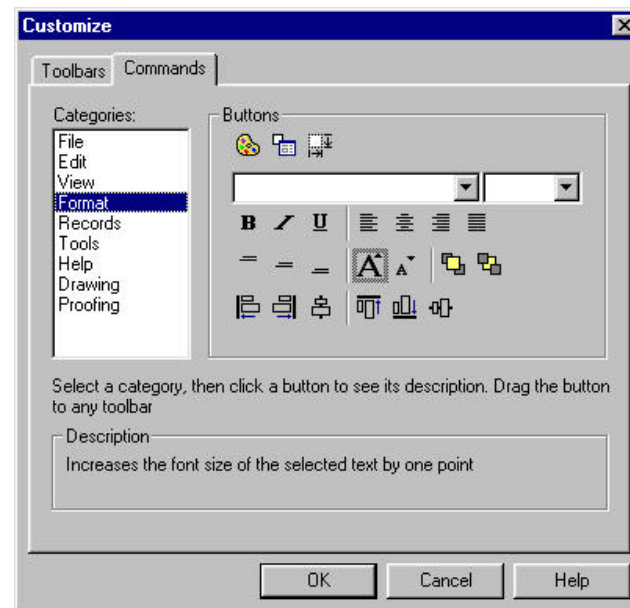 Customize
Toolbars
Commands
Categories:
File
Edit
View
Format
Records
Tools
Help
Drawing
Proofing
Buttons
B I U
A A
Select a category, then click a button to see its description. Drag the button
to any toolbar
Description
Increases the font size of the selected text by one point
OK
Cancel
Help